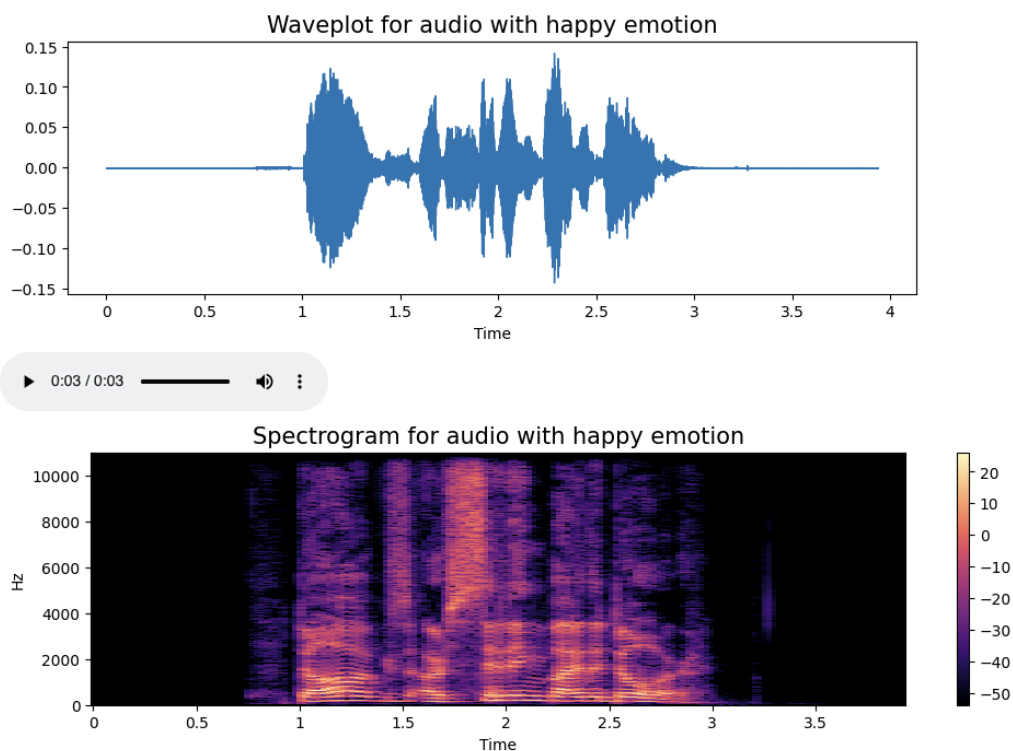 Waveplot for audio with happy emotion
0.15
0.10
0.05
0.00
−0.05
−0.10
−0.15
0 0.5 1 1.5 2 2.5 3 3.5 4
Time
0:03 / 0:03
Spectrogram for audio with happy emotion
10000
8000
6000
4000
2000
0
Hz
0 0.5 1 1.5 2 2.5 3 3.5
Time
20
10
0
−10
−20
−30
−40
−50